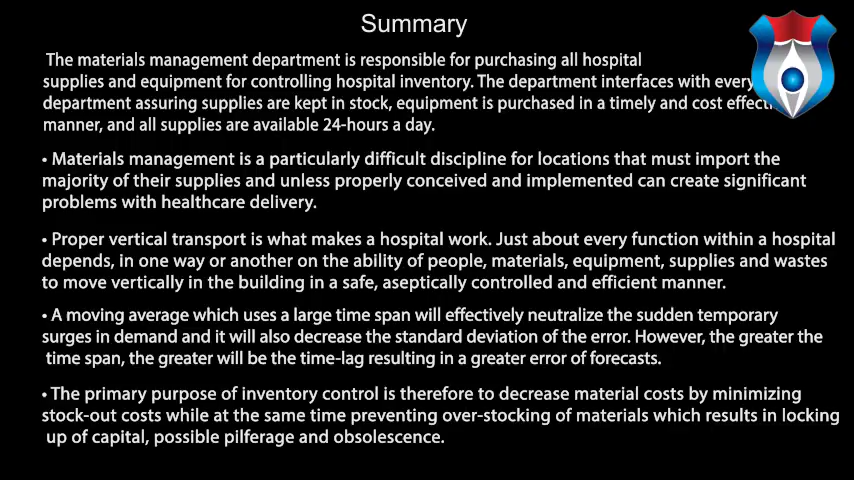 Summary
The materials management department is responsible for purchasing all hospital
supplies and equipment for controlling hospital inventory. The department interfaces with every
department assuring supplies are kept in stock, equipment is purchased in a timely and cost effecti
manner, and all supplies are available 24-hours a day.
• Materials management is a particularly difficult discipline for locations that must import the
majority of their supplies and unless properly conceived and implemented can create significant
problems with healthcare delivery.
• Proper vertical transport is what makes a hospital work. Just about every function within a hospital
depends, in one way or another on the ability of people, materials, equipment, supplies and wastes
to move vertically in the building in a safe, aseptically controlled and efficient manner.
• A moving average which uses a large time span will effectively neutralize the sudden temporary
surges in demand and it will also decrease the standard deviation of the error. However, the greater the
time span, the greater will be the time-lag resulting in a greater error of forecasts.
• The primary purpose of inventory control is therefore to decrease material costs by minimizing
stock-out costs while at the same time preventing over-stocking of materials which results in locking
up of capital, possible pilferage and obsolescence.